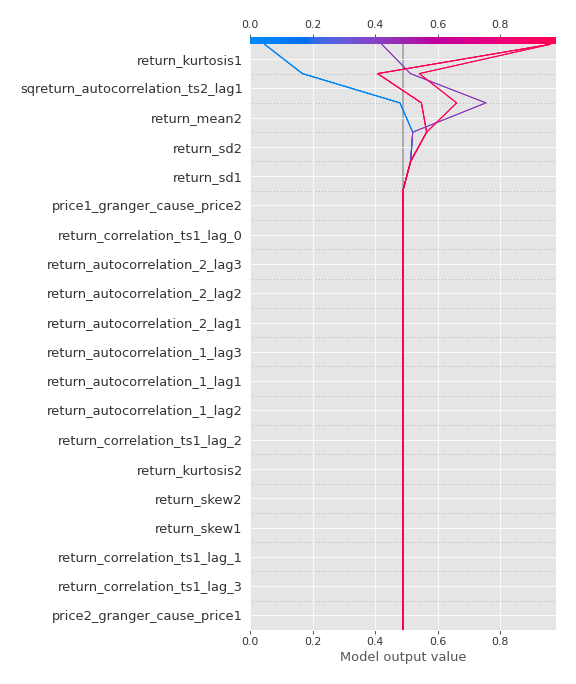 0.0 0.2 0.4 0.6 0.8
return_kurtosis1
sqreturn_autocorrelation_ts2_lag1
return_mean2
return_sd2
return_sd1
price1_granger_cause_price2
return_correlation_ts1_lag_0
return_autocorrelation_2_lag3
return_autocorrelation_2_lag2
return_autocorrelation_2_lag1
return_autocorrelation_1_lag3
return_autocorrelation_1_lag1
return_autocorrelation_1_lag2
return_correlation_ts1_lag_2
return_kurtosis2
return_skew2
return_skew1
return_correlation_ts1_lag_1
return_correlation_ts1_lag_3
price2_granger_cause_price1
0.0 0.2 0.4 0.6 0.8
Model output value